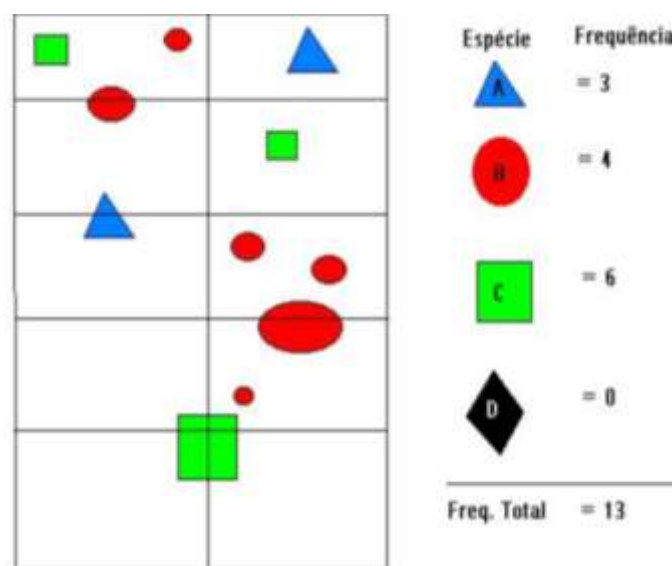 Espécie Frequência
A = 3
B = 4
C = 6
D = 0
Freq. Total = 13